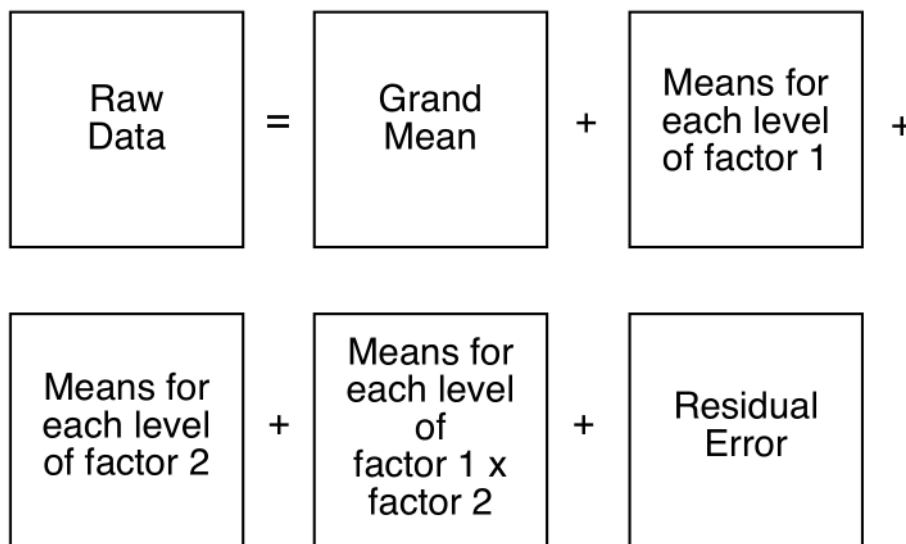 Raw
Data
=
Grand
Mean
+
Means for
each level
of factor 1
+
Means for
each level
of factor 2
+
Means for
each level
of
factor 1 x
factor 2
+
Residual
Error